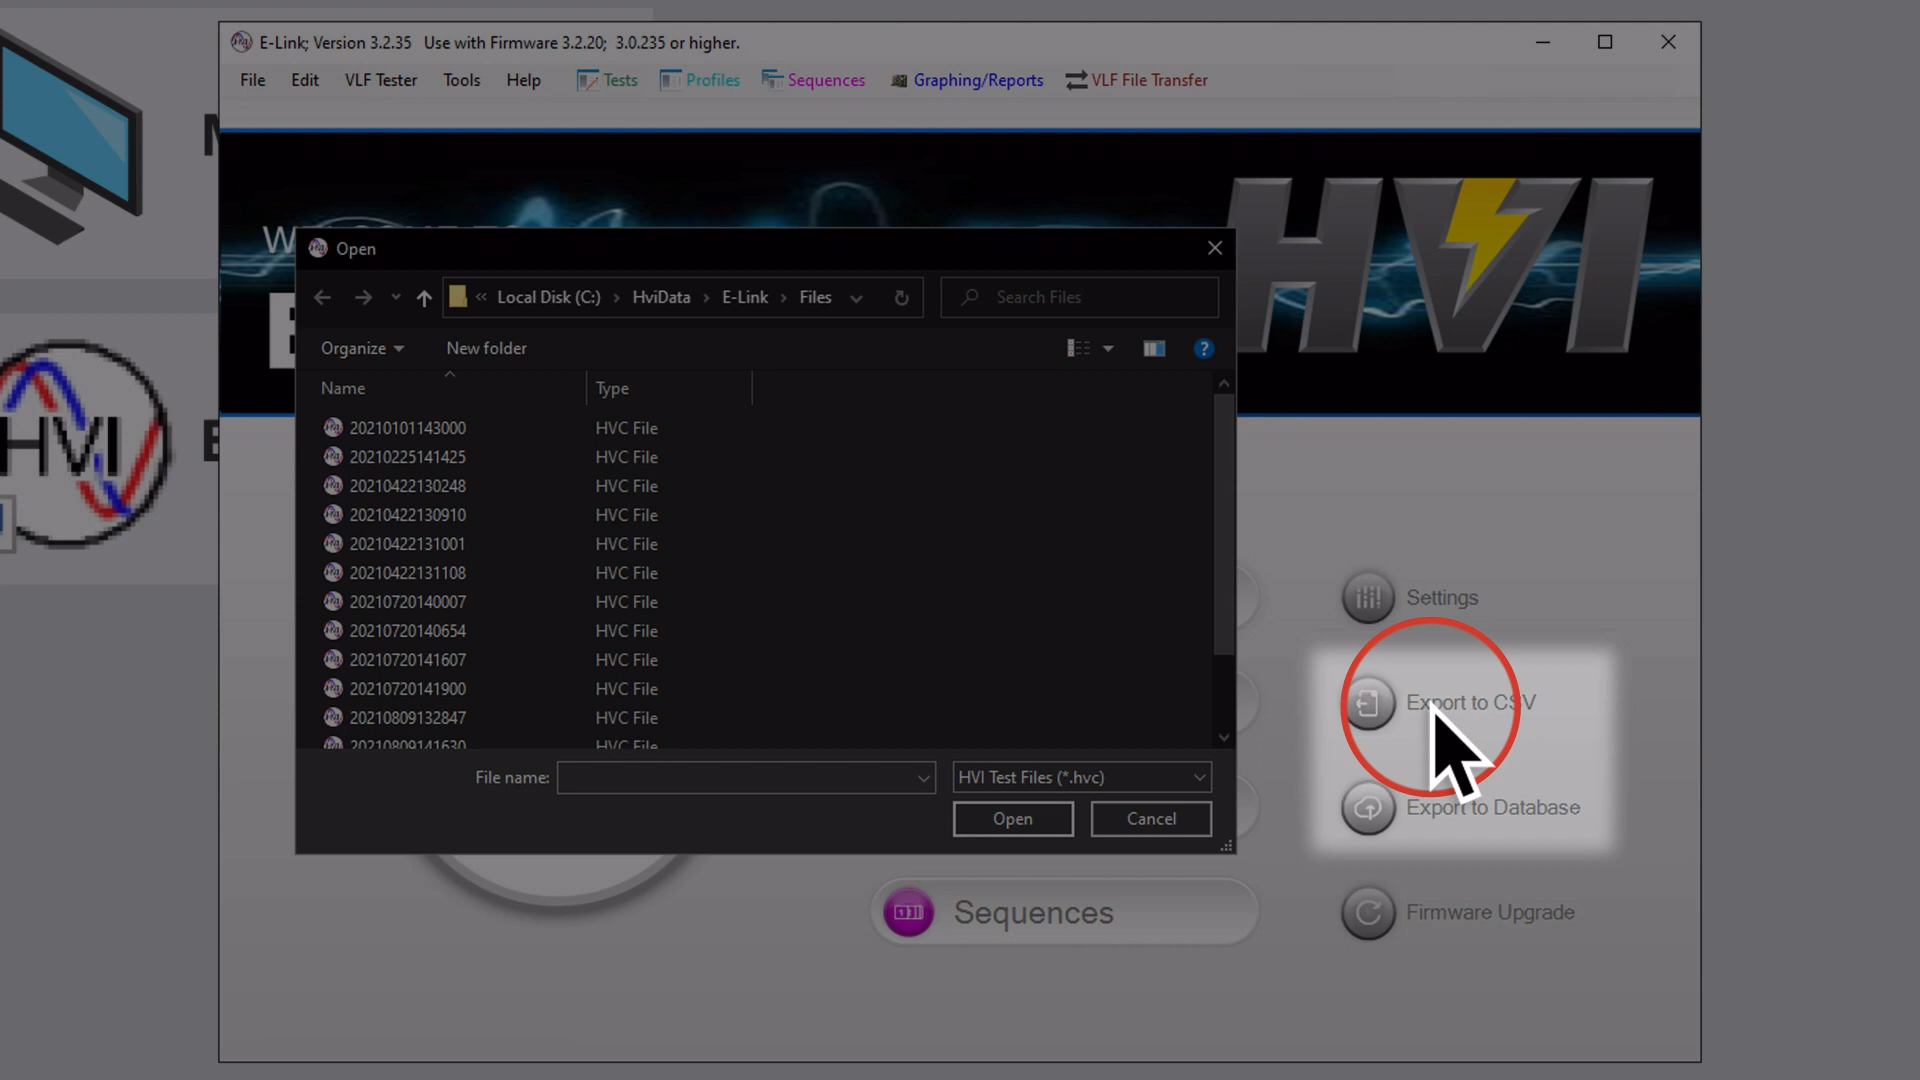 E-Link; Version 3.2.35 Use with Firmware 3.2.20; 3.0.235 or higher.
File Edit VLF Tester Tools Help Tests Profiles Sequences Graphing/Reports VLF File Transfer
HVI
Open
« Local Disk (C:) › HviData › E-Link › Files
Search Files
Organize New folder
Name Type
20210101143000 HVC File
20210225141425 HVC File
20210422130248 HVC File
20210422130910 HVC File
20210422131001 HVC File
20210422131108 HVC File
20210720140007 HVC File
20210720140654 HVC File
20210720141607 HVC File
20210720141900 HVC File
20210809132847 HVC File
20210809141630 HVC File
File name: HVI Test Files (*.hvc)
Open Cancel
Settings
Export to CSV
Export to Database
Sequences
Firmware Upgrade
HVI